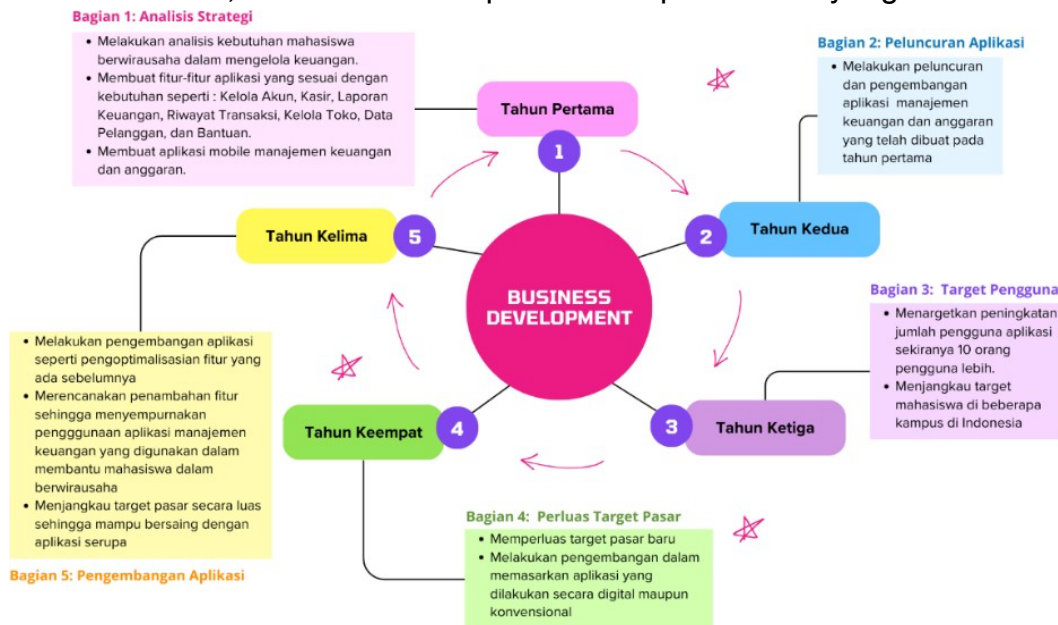 Bagian 1: Analisis Strategi
• Melakukan analisis kebutuhan mahasiswa
berwirausaha dalam mengelola keuangan.
• Membuat fitur-fitur aplikasi yang sesuai dengan
kebutuhan seperti : Kelola Akun, Kasir, Laporan
Keuangan, Riwayat Transaksi, Kelola Toko, Data
Pelanggan, dan Bantuan.
• Membuat aplikasi mobile manajemen keuangan
dan anggaran.
Tahun Pertama
1
Bagian 2: Peluncuran Aplikasi
• Melakukan peluncuran
dan pengembangan
aplikasi manajemen
keuangan dan anggaran
yang telah dibuat pada
tahun pertama
Tahun Kelima
5
2
Tahun Kedua
BUSINESS
DEVELOPMENT
Bagian 3: Target Pengguna
• Menargetkan peningkatan
jumlah pengguna aplikasi
sekiranya 10 orang
pengguna lebih.
• Menjangkau target
mahasiswa di beberapa
kampus di Indonesia
Tahun Keempat
4
3
Tahun Ketiga
• Melakukan pengembangan aplikasi
seperti pengoptimalisasian fitur yang
ada sebelumnya
• Merencanakan penambahan fitur
sehingga menyempurnakan
pengggunaan aplikasi manajemen
keuangan yang digunakan dalam
membantu mahasiswa dalam
berwirausaha
• Menjangkau target pasar secara luas
sehingga mampu bersaing dengan
aplikasi serupa
Bagian 5: Pengembangan Aplikasi
Bagian 4: Perluas Target Pasar
• Memperluas target pasar baru
• Melakukan pengembangan dalam
memasarkan aplikasi yang
dilakukan secara digital maupun
konvensional